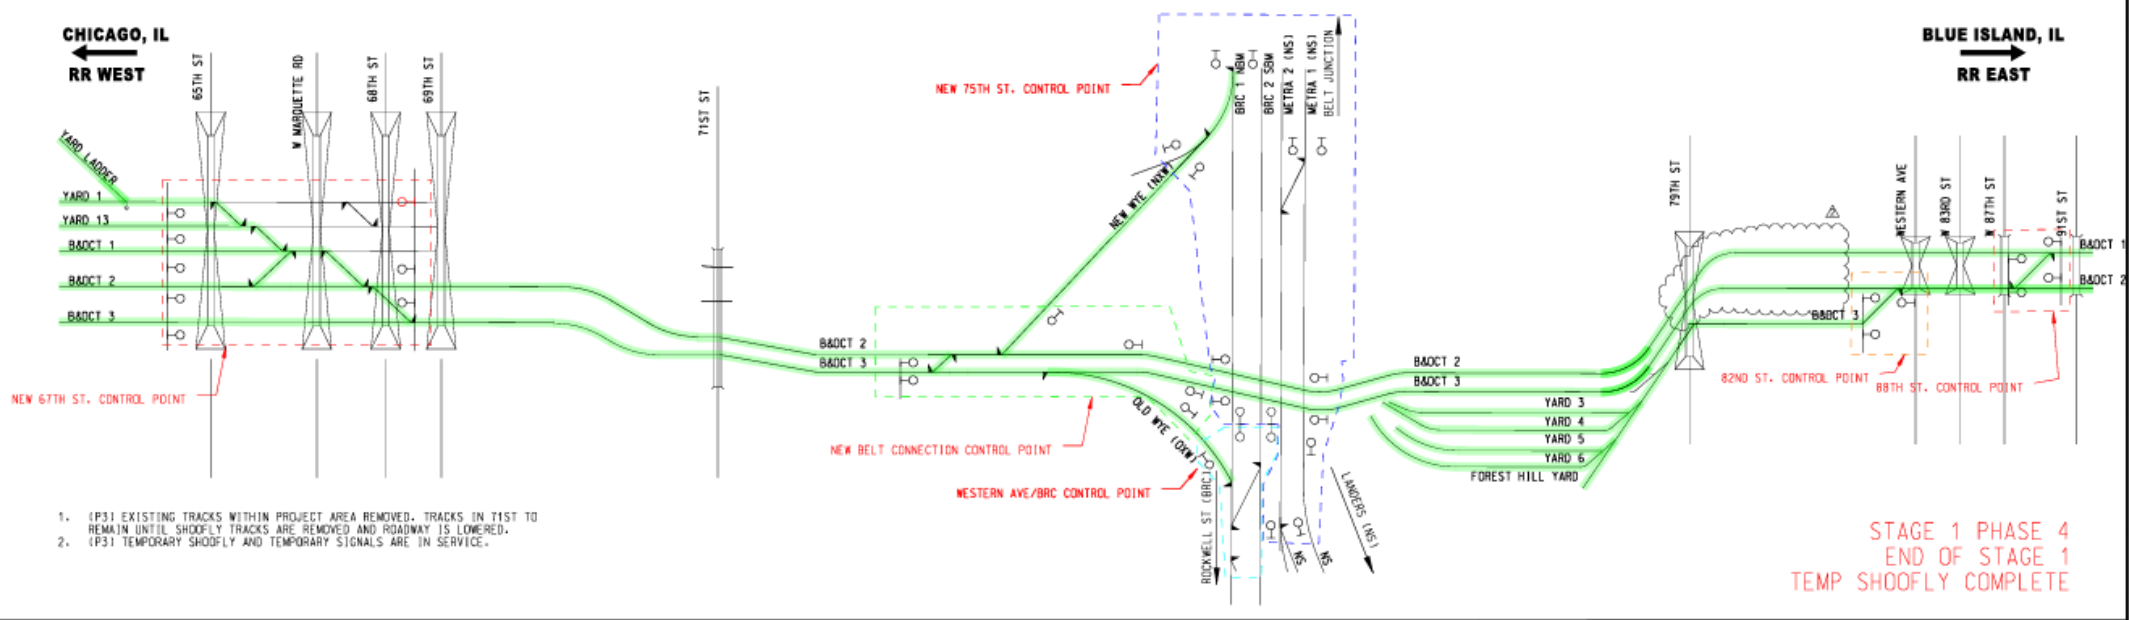 CHICAGO, IL
RR WEST
BLUE ISLAND, IL
RR EAST
65TH ST
W MARQUETTE RD
68TH ST
69TH ST
71ST ST
YARD LADDER
YARD 1
YARD 13
B&OCT 1
B&OCT 2
B&OCT 3
NEW 67TH ST. CONTROL POINT
NEW 75TH ST. CONTROL POINT
BRC 1 NBM
BRC 2 SBM
METRA 2 (NS)
METRA 1 (NS)
BELT JUNCTION
NEW WYE (NXW)
B&OCT 2
B&OCT 3
OLD WYE (OXW)
NEW BELT CONNECTION CONTROL POINT
WESTERN AVE/BRC CONTROL POINT
ROCKWELL ST (BRC)
NS
NS
LANDERS (NS)
B&OCT 2
B&OCT 3
YARD 3
YARD 4
YARD 5
YARD 6
FOREST HILL YARD
79TH ST
WESTERN AVE
W 83RD ST
W 87TH ST
91ST ST
B&OCT 1
B&OCT 2
B&OCT 3
82ND ST. CONTROL POINT
88TH ST. CONTROL POINT
1. (P3) EXISTING TRACKS WITHIN PROJECT AREA REMOVED. TRACKS IN 71ST TO
REMAIN UNTIL SHOOFLY TRACKS ARE REMOVED AND ROADWAY IS LOWERED.
2. (P3) TEMPORARY SHOOFLY AND TEMPORARY SIGNALS ARE IN SERVICE.
STAGE 1 PHASE 4
END OF STAGE 1
TEMP SHOOFLY COMPLETE